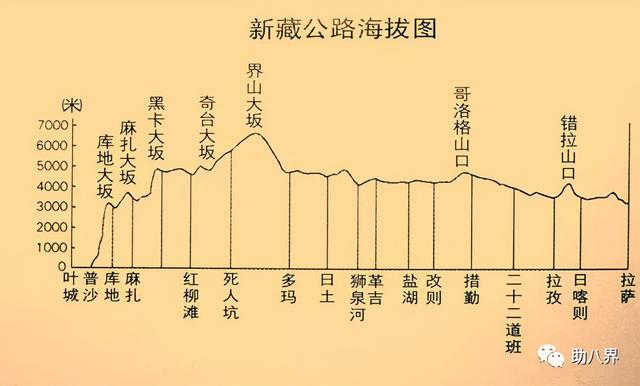 新藏公路海拔图
(米)
7000
6000
5000
4000
3000
2000
1000
0
库地大坂
麻扎大坂
黑卡大坂
奇台大坂
界山大坂
哥洛格山口
错拉山口
叶城
普沙
库地
麻扎
红柳滩
死人坑
多玛
日土
狮泉河
革吉
盐湖
改则
措勤
二十二道班
拉孜
日喀则
拉萨
助八界